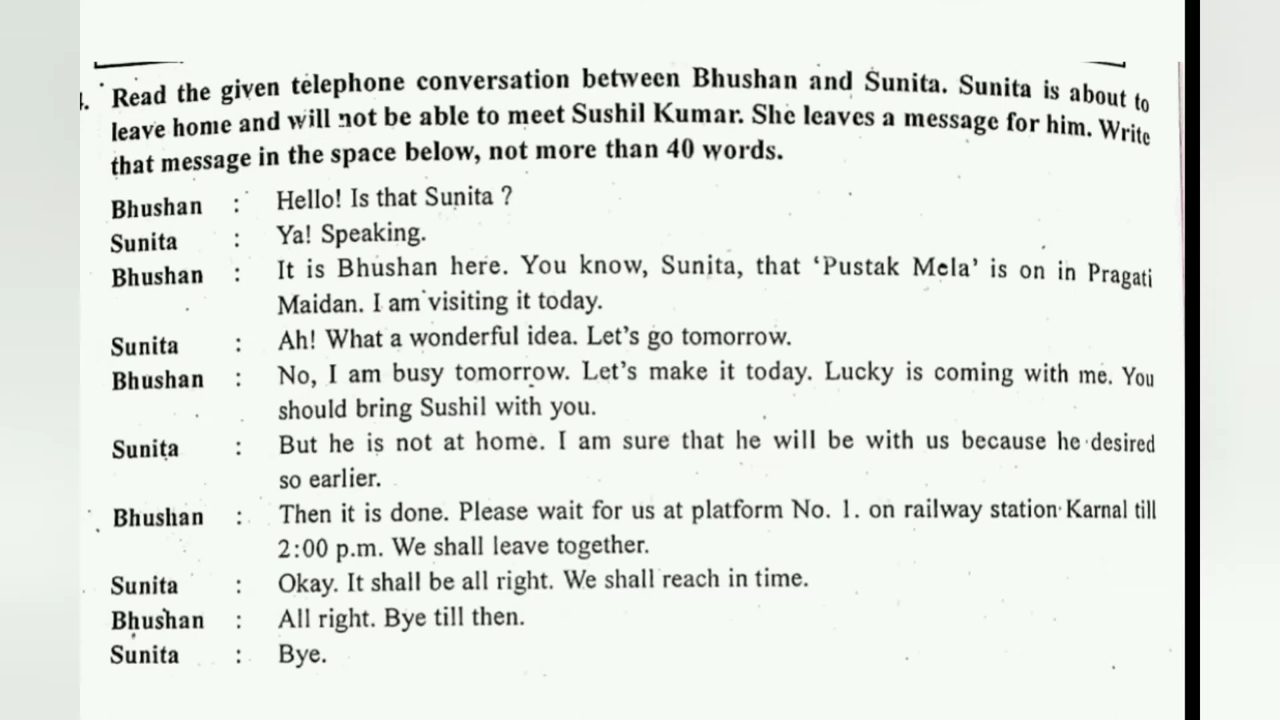 . Read the given telephone conversation between Bhushan and Sunita. Sunita is about to
leave home and will not be able to meet Sushil Kumar. She leaves a message for him. Write
that message in the space below, not more than 40 words.
Bhushan : Hello! Is that Sunita ?
Sunita : Ya! Speaking.
Bhushan : It is Bhushan here. You know, Sunita, that ‘Pustak Mela’ is on in Pragati
Maidan. I am visiting it today.
Sunita : Ah! What a wonderful idea. Let’s go tomorrow.
Bhushan : No, I am busy tomorrow. Let’s make it today. Lucky is coming with me. You
should bring Sushil with you.
Sunita : But he is not at home. I am sure that he will be with us because he desired
so earlier.
Bhushan : Then it is done. Please wait for us at platform No. 1. on railway station Karnal till
2:00 p.m. We shall leave together.
Sunita : Okay. It shall be all right. We shall reach in time.
Bhushan : All right. Bye till then.
Sunita : Bye.